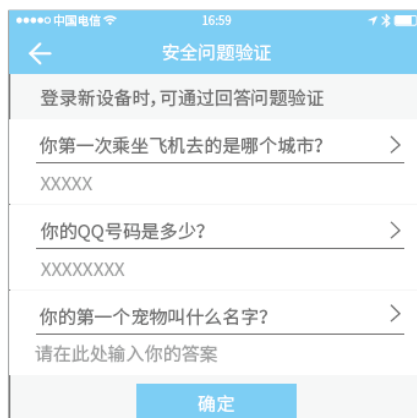 中国电信 16:59
安全问题验证
登录新设备时,可通过回答问题验证
你第一次乘坐飞机去的是哪个城市?
XXXXX
你的QQ号码是多少?
XXXXXXXX
你的第一个宠物叫什么名字?
请在此处输入你的答案
确定